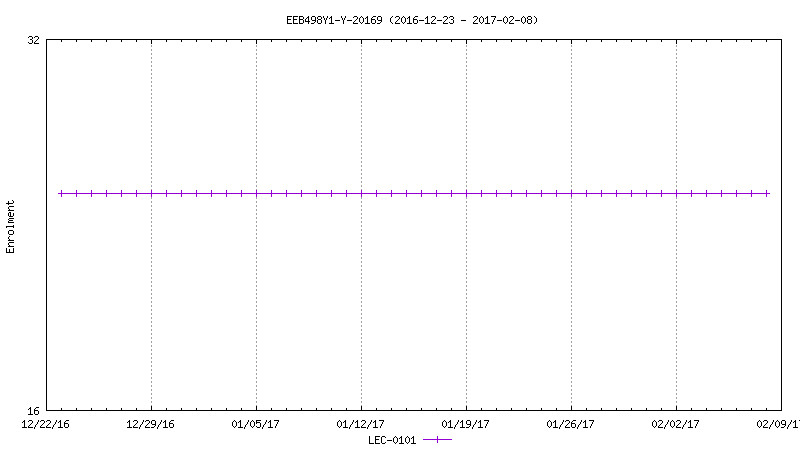 EEB498Y1-Y-20169 (2016-12-23 - 2017-02-08)
32
Enrolment
16
12/22/16 12/29/16 01/05/17 01/12/17 01/19/17 01/26/17 02/02/17 02/09/1
LEC-0101